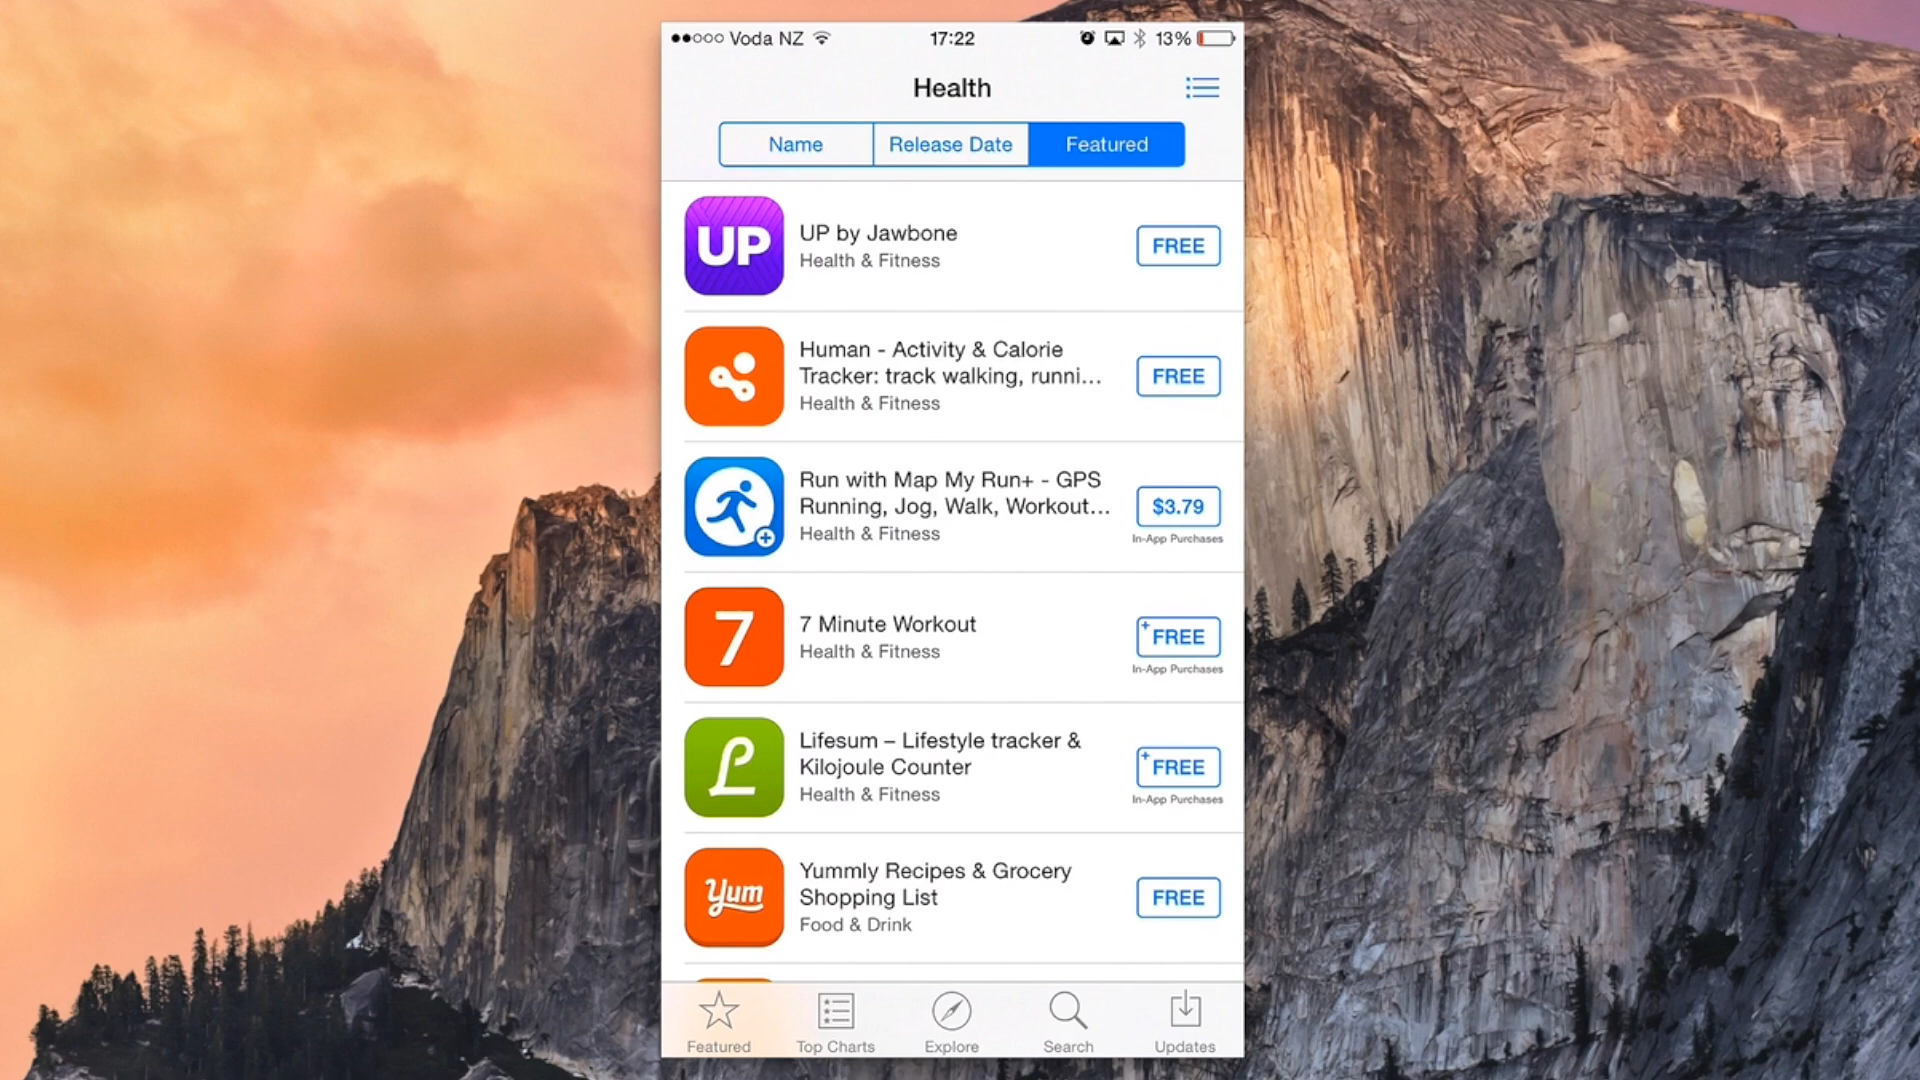 Voda NZ 17:22 13%
Health
Name Release Date Featured
UP
UP by Jawbone
Health & Fitness
FREE
Human - Activity & Calorie
Tracker: track walking, runni...
Health & Fitness
FREE
Run with Map My Run+ - GPS
Running, Jog, Walk, Workout...
Health & Fitness
$3.79
In-App Purchases
7
7 Minute Workout
Health & Fitness
+FREE
In-App Purchases
L
Lifesum – Lifestyle tracker &
Kilojoule Counter
Health & Fitness
+FREE
In-App Purchases
Yum
Yummly Recipes & Grocery
Shopping List
Food & Drink
FREE
Featured Top Charts Explore Search Updates